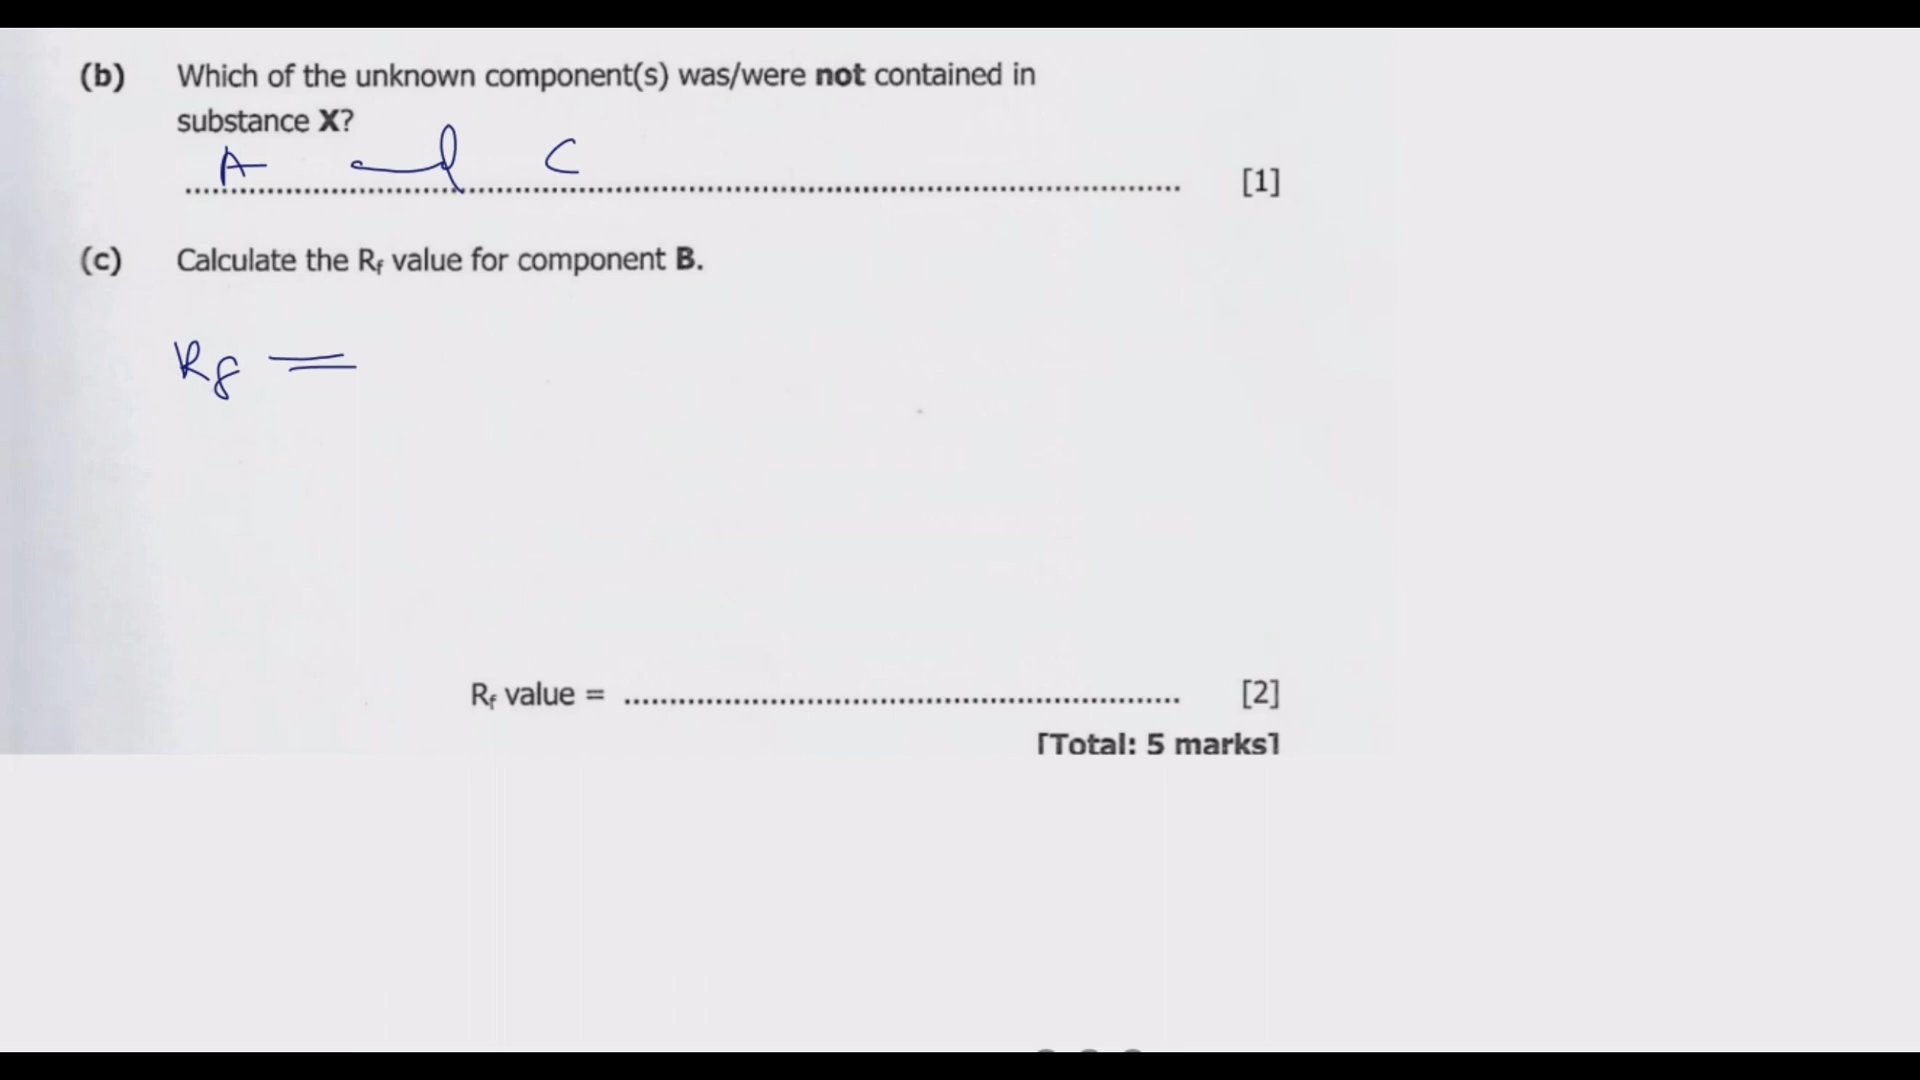 (b) Which of the unknown component(s) was/were not contained in
substance X?
A and C
[1]
(c) Calculate the Rf value for component B.
Rf =
Rf value = [2]
[Total: 5 marks]